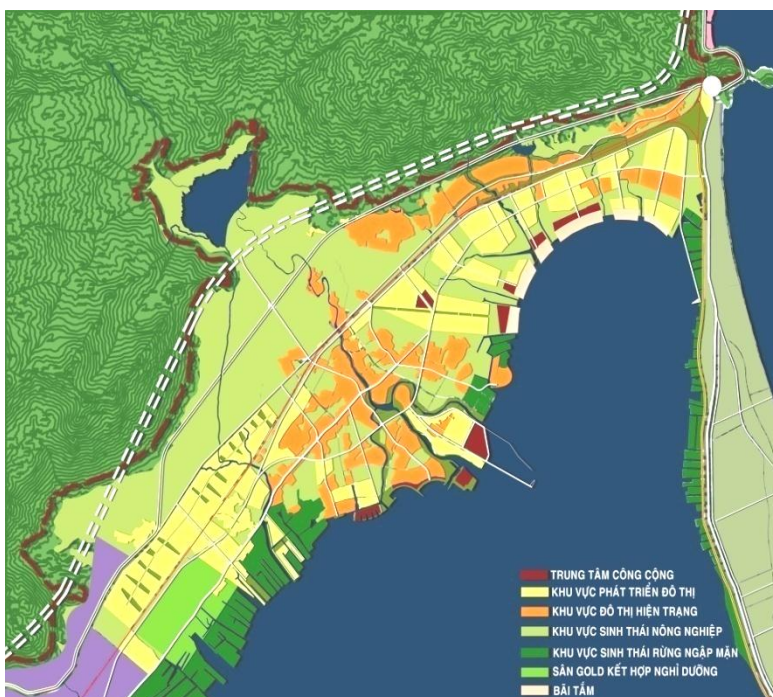 TRUNG TÂM CÔNG CỘNG
KHU VỰC PHÁT TRIỂN ĐÔ THỊ
KHU VỰC ĐÔ THỊ HIỆN TRẠNG
KHU VỰC SINH THÁI NÔNG NGHIỆP
KHU VỰC SINH THÁI RỪNG NGẬP MẶN
SÂN GOLD KẾT HỢP NGHỈ DƯỠNG
BÃI TẮM